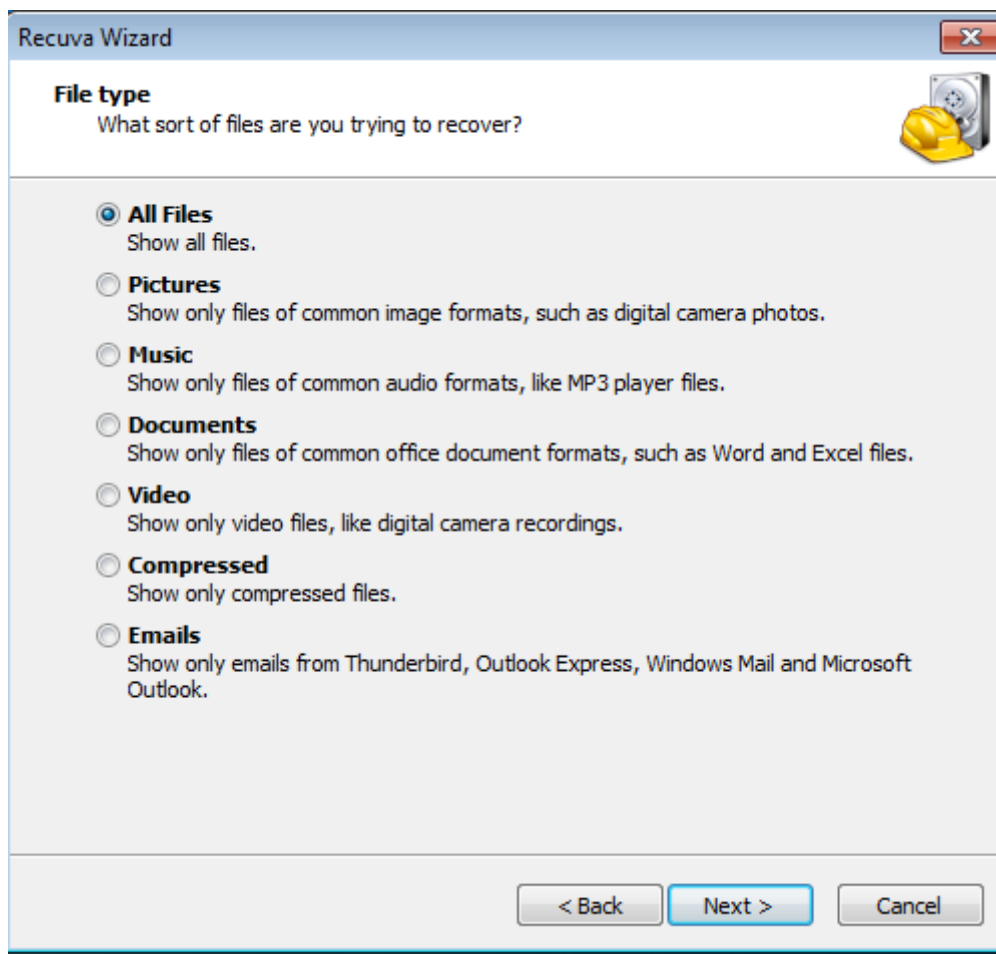 Recuva Wizard
File type
What sort of files are you trying to recover?
All Files
Show all files.
Pictures
Show only files of common image formats, such as digital camera photos.
Music
Show only files of common audio formats, like MP3 player files.
Documents
Show only files of common office document formats, such as Word and Excel files.
Video
Show only video files, like digital camera recordings.
Compressed
Show only compressed files.
Emails
Show only emails from Thunderbird, Outlook Express, Windows Mail and Microsoft
Outlook.
< Back Next > Cancel